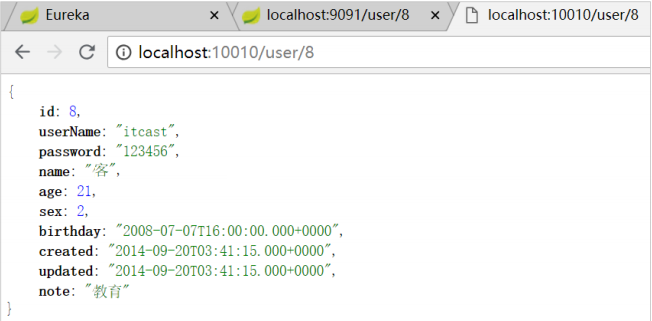 Eureka × localhost:9091/user/8 × localhost:10010/user/8
localhost:10010/user/8
{
id: 8,
userName: "itcast",
password: "123456",
name: "客",
age: 21,
sex: 2,
birthday: "2008-07-07T16:00:00.000+0000",
created: "2014-09-20T03:41:15.000+0000",
updated: "2014-09-20T03:41:15.000+0000",
note: "教育"
}